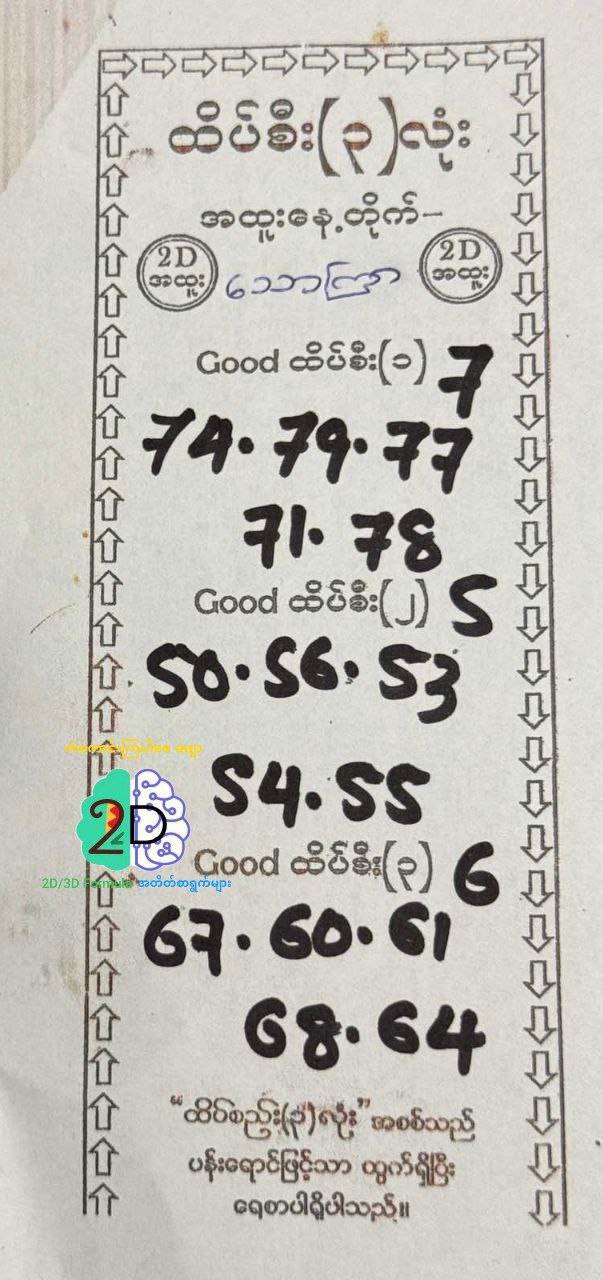 ထိပ်စီး(၃)လုံး
အထူးနေ့တိုက်–
2D အထူး
သောကြာ
2D အထူး
Good ထိပ်စီး(၁) 7
74. 79. 77
71. 78
Good ထိပ်စီး(၂) 5
50. 56. 53
54. 55
2D
2D/3D Formula အတိတ်စာရွက်များ
Good ထိပ်စီး(၃) 6
67. 60. 61
68. 64
“ထိပ်စည်း(၃)လုံး” အစစ်သည်
ပန်းရောင်ဖြင့်သာ ထွက်ရှိပြီး
ရေစာပါရှိပါသည်။